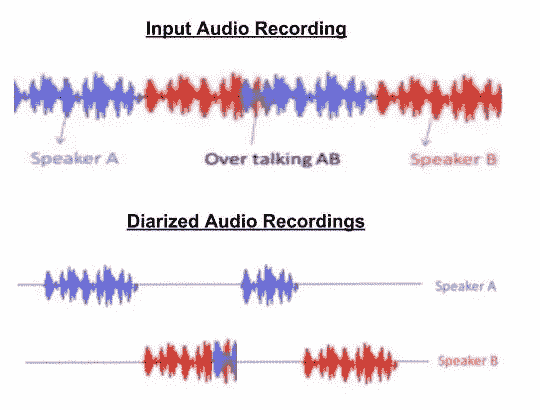 Input Audio Recording
Speaker A
Over talking AB
Speaker B
Diarized Audio Recordings
Speaker A
Speaker B